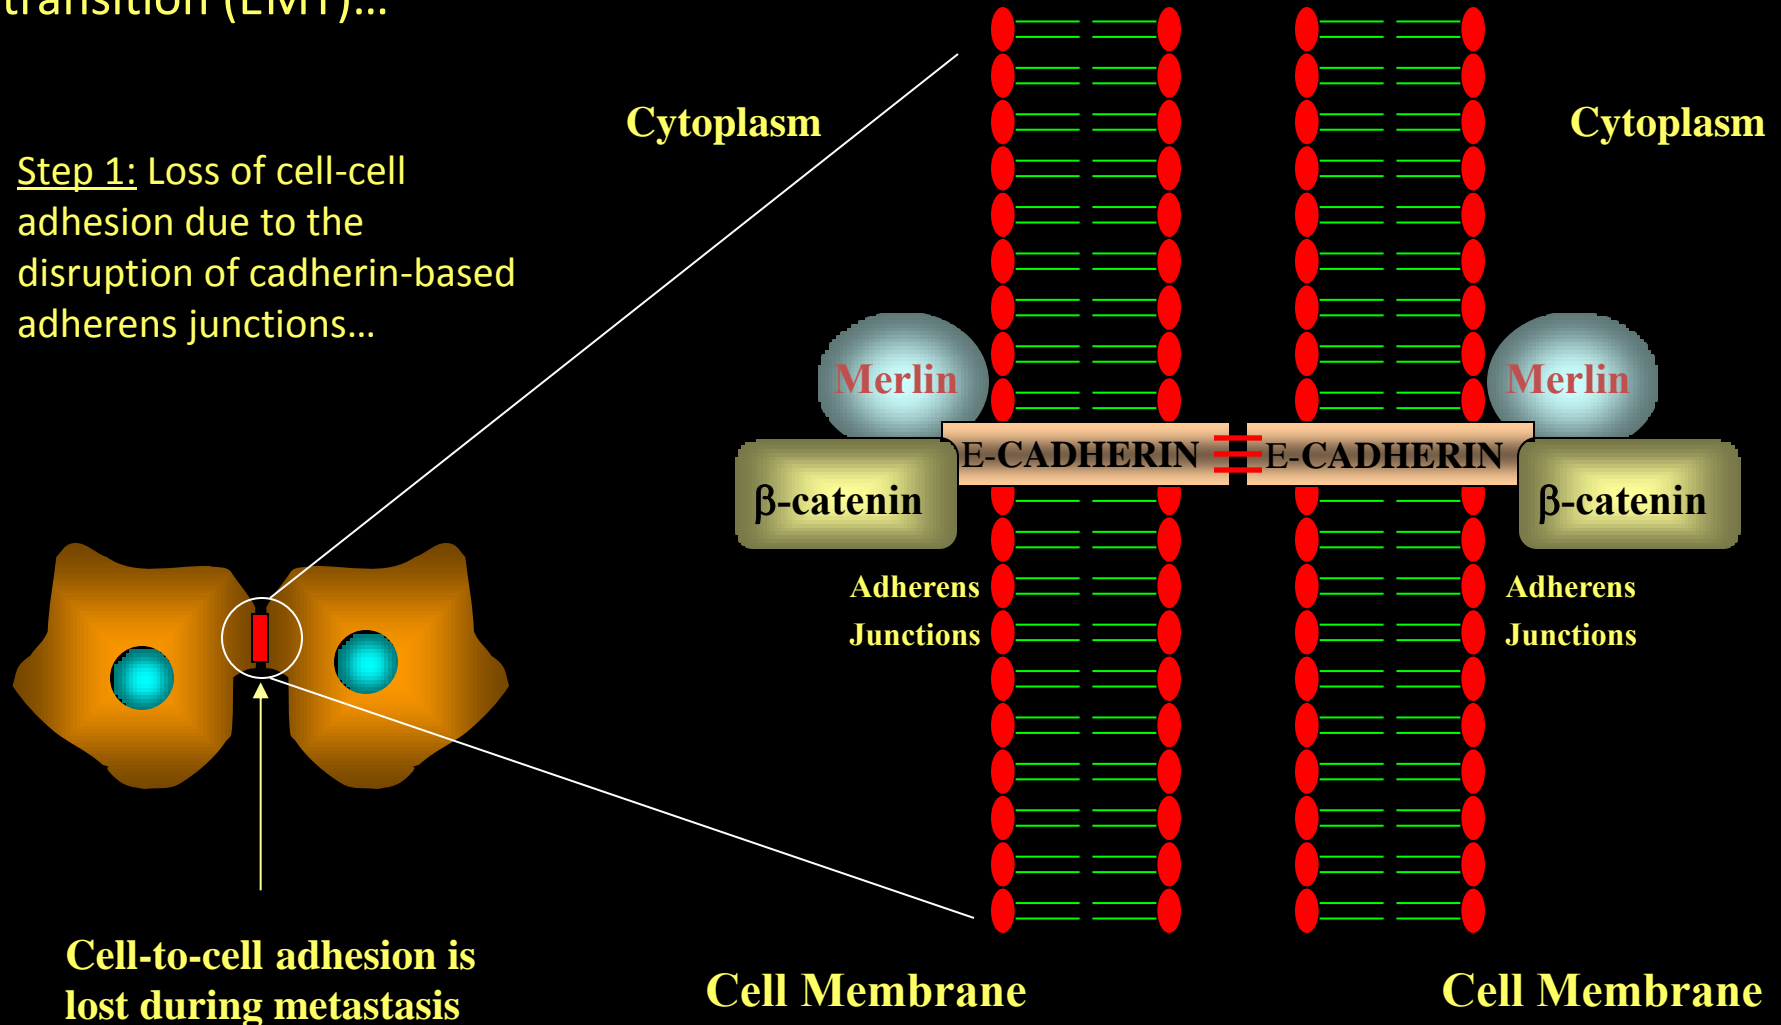 transition (EMT)…
Step 1: Loss of cell-cell
adhesion due to the
disruption of cadherin-based
adherens junctions…
Cytoplasm
Cytoplasm
Merlin
Merlin
E-CADHERIN
E-CADHERIN
β-catenin
β-catenin
Adherens
Junctions
Adherens
Junctions
Cell-to-cell adhesion is
lost during metastasis
Cell Membrane
Cell Membrane